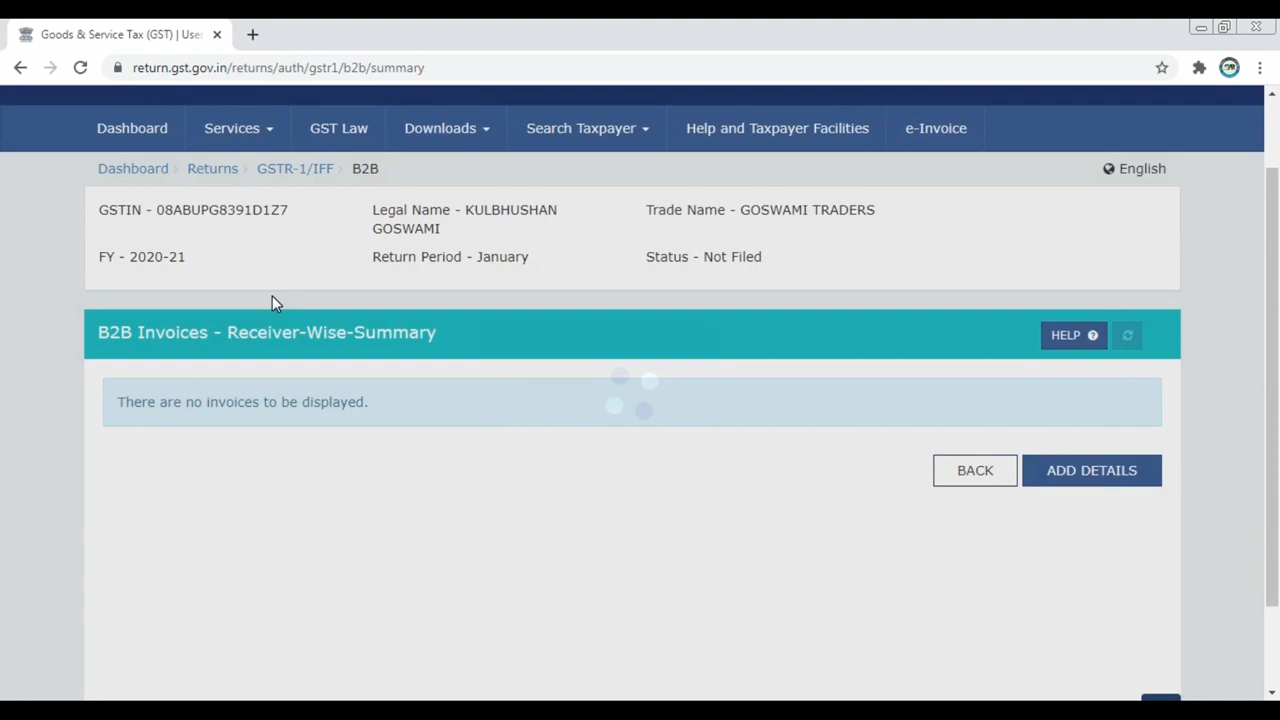 Goods & Service Tax (GST) | User
return.gst.gov.in/returns/auth/gstr1/b2b/summary
Dashboard Services GST Law Downloads Search Taxpayer Help and Taxpayer Facilities e-Invoice
Dashboard Returns GSTR-1/IFF B2B English
GSTIN - 08ABUPG8391D1Z7 Legal Name - KULBHUSHAN Trade Name - GOSWAMI TRADERS
GOSWAMI
FY - 2020-21 Return Period - January Status - Not Filed
B2B Invoices - Receiver-Wise-Summary HELP
There are no invoices to be displayed.
BACK ADD DETAILS